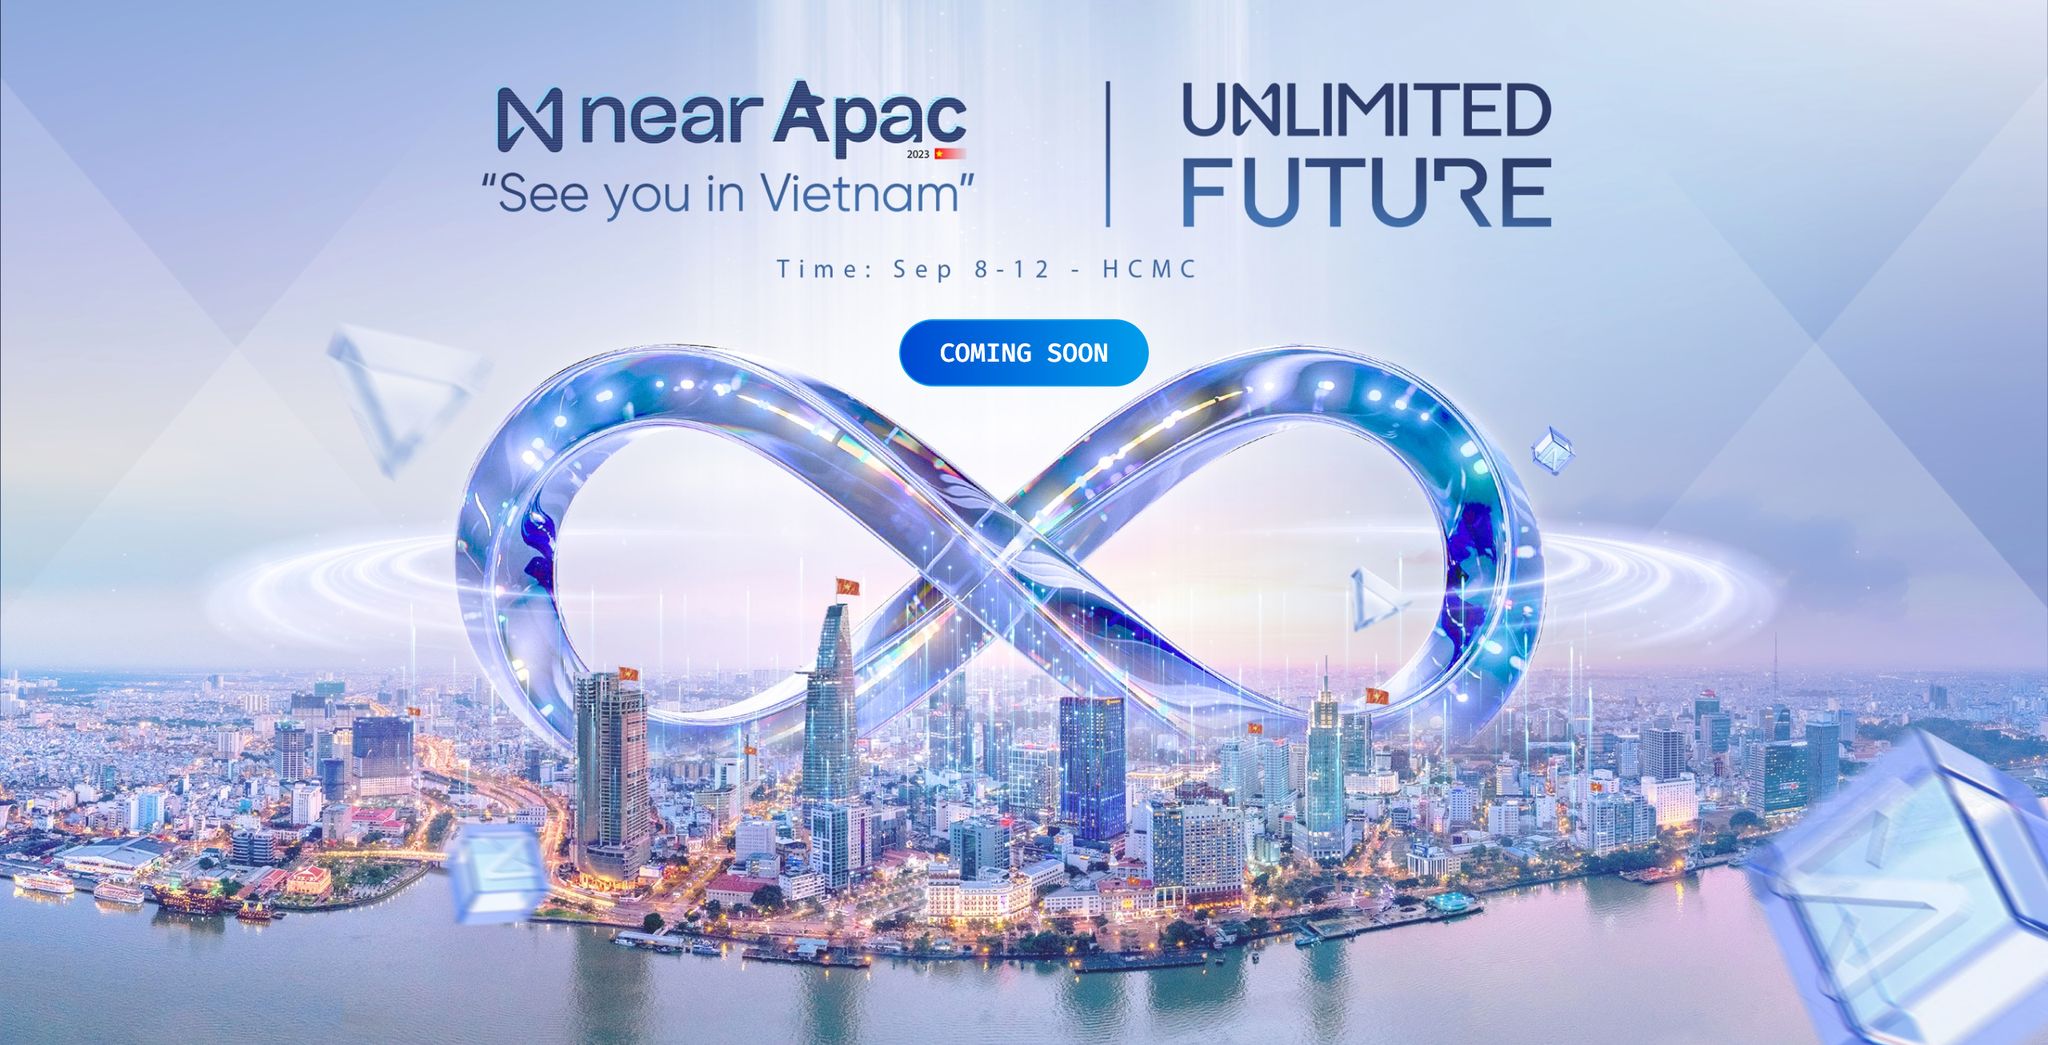 near Apac
2023
“See you in Vietnam”
UNLIMITED
FUTURE
Time: Sep 8-12 - HCMC
COMING SOON